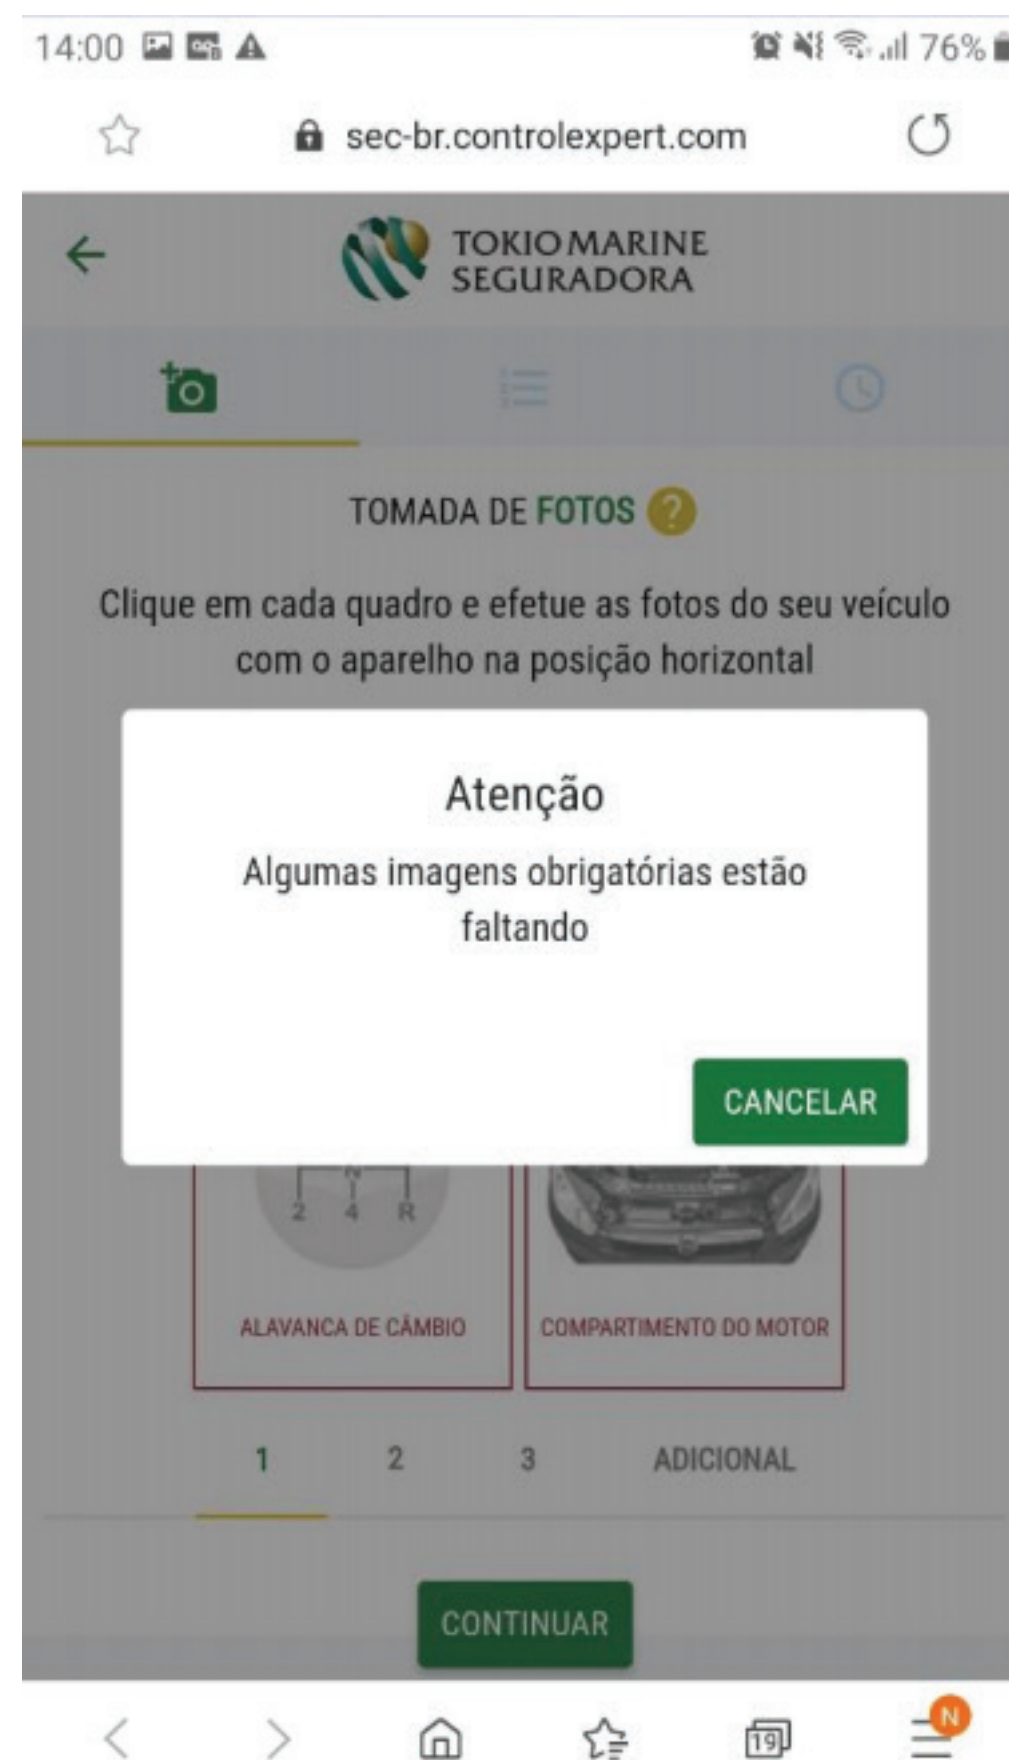 14:00 76%
sec-br.controlexpert.com
TOKIO MARINE
SEGURADORA
TOMADA DE FOTOS ?
Clique em cada quadro e efetue as fotos do seu veículo
com o aparelho na posição horizontal
Atenção
Algumas imagens obrigatórias estão
faltando
CANCELAR
N
2 4 R
ALAVANCA DE CÂMBIO COMPARTIMENTO DO MOTOR
1 2 3 ADICIONAL
CONTINUAR
19 N